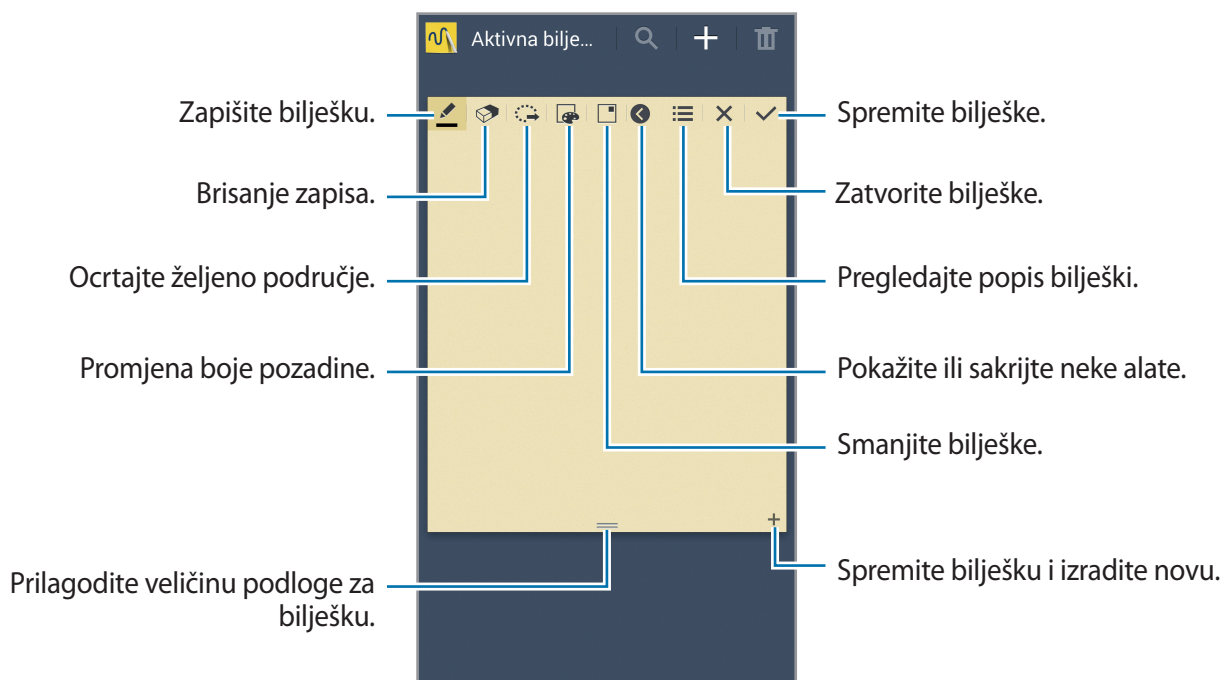 Aktivna bilje...
Zapišite bilješku.
Spremite bilješke.
Brisanje zapisa.
Zatvorite bilješke.
Ocrtajte željeno područje.
Pregledajte popis bilješki.
Promjena boje pozadine.
Pokažite ili sakrijte neke alate.
Smanjite bilješke.
Prilagodite veličinu podloge za
bilješku.
Spremite bilješku i izradite novu.